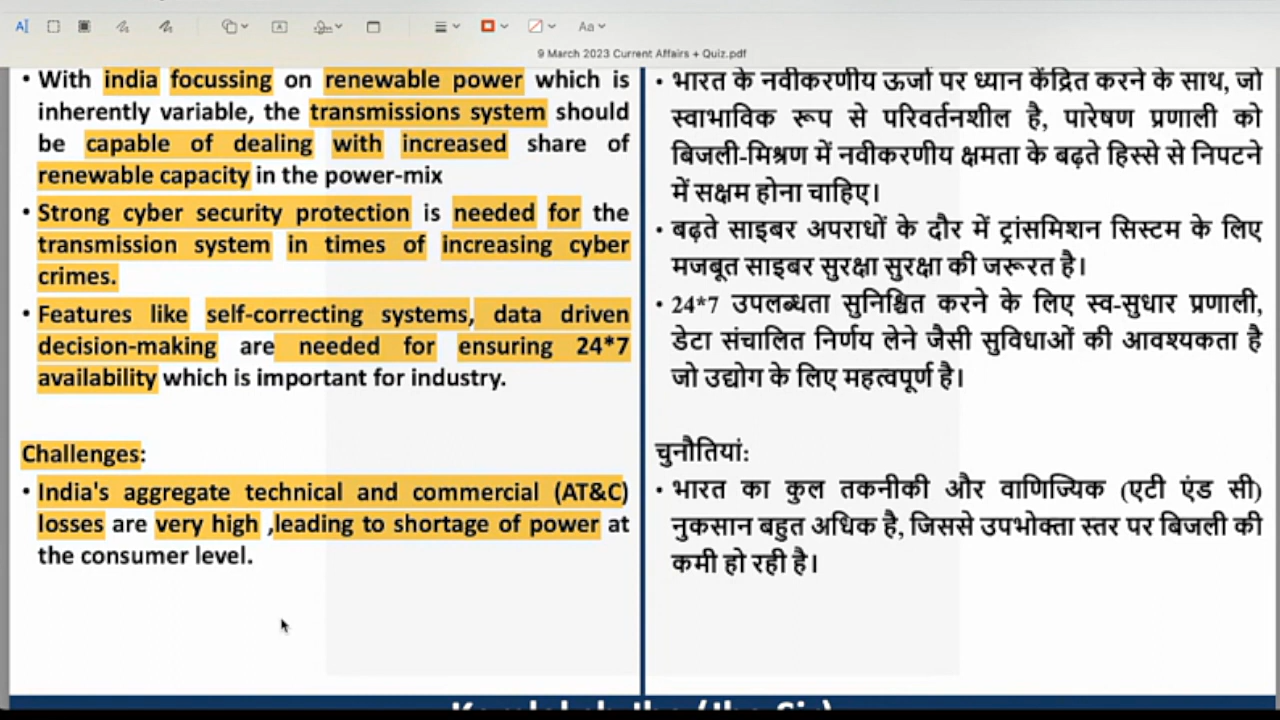 A
Aa
9 March 2023 Current Affairs + Quiz.pdf
• With india focussing on renewable power which is
inherently variable, the transmissions system should
be capable of dealing with increased share of
renewable capacity in the power-mix
• Strong cyber security protection is needed for the
transmission system in times of increasing cyber
crimes.
• Features like self-correcting systems, data driven
decision-making are needed for ensuring 24*7
availability which is important for industry.
Challenges:
• India's aggregate technical and commercial (AT&C)
losses are very high ,leading to shortage of power at
the consumer level.
• भारत के नवीकरणीय ऊर्जा पर ध्यान केंद्रित करने के साथ, जो
स्वाभाविक रूप से परिवर्तनशील है, पारेषण प्रणाली को
बिजली-मिश्रण में नवीकरणीय क्षमता के बढ़ते हिस्से से निपटने
में सक्षम होना चाहिए।
• बढ़ते साइबर अपराधों के दौर में ट्रांसमिशन सिस्टम के लिए
मजबूत साइबर सुरक्षा सुरक्षा की जरूरत है।
• 24*7 उपलब्धता सुनिश्चित करने के लिए स्व-सुधार प्रणाली,
डेटा संचालित निर्णय लेने जैसी सुविधाओं की आवश्यकता है
जो उद्योग के लिए महत्वपूर्ण है।
चुनौतियां:
• भारत का कुल तकनीकी और वाणिज्यिक (एटी एंड सी)
नुकसान बहुत अधिक है, जिससे उपभोक्ता स्तर पर बिजली की
कमी हो रही है।